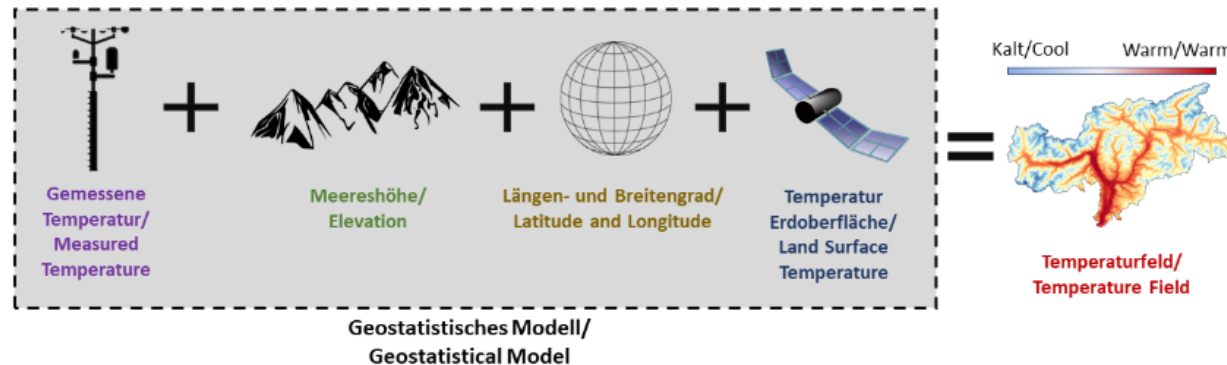 Gemessene
Temperatur/
Measured
Temperature
Meereshöhe/
Elevation
Längen- und Breitengrad/
Latitude and Longitude
Temperatur
Erdoberfläche/
Land Surface
Temperature
Kalt/Cool
Warm/Warm
Temperaturfeld/
Temperature Field
Geostatistisches Modell/
Geostatistical Model